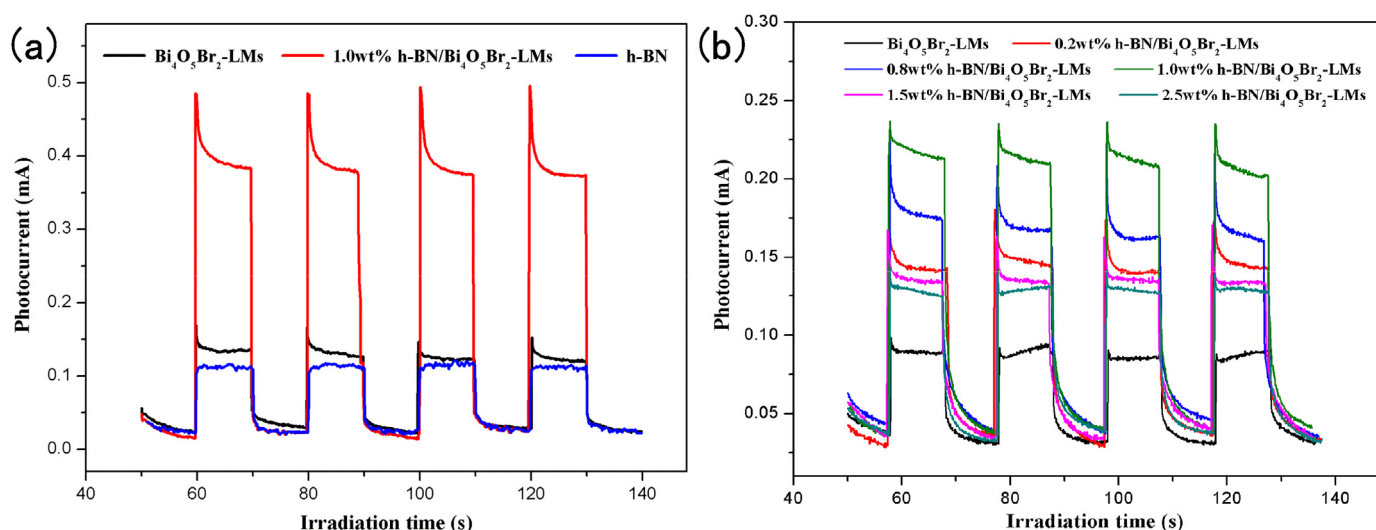 (a)
Bi₄O₅Br₂-LMs 1.0wt% h-BN/Bi₄O₅Br₂-LMs h-BN
Photocurrent (mA)
0.5
0.4
0.3
0.2
0.1
0.0
40 60 80 100 120 140
Irradiation time (s)
(b)
Bi₄O₅Br₂-LMs 0.2wt% h-BN/Bi₄O₅Br₂-LMs
0.8wt% h-BN/Bi₄O₅Br₂-LMs 1.0wt% h-BN/Bi₄O₅Br₂-LMs
1.5wt% h-BN/Bi₄O₅Br₂-LMs 2.5wt% h-BN/Bi₄O₅Br₂-LMs
Photocurrent (mA)
0.30
0.25
0.20
0.15
0.10
0.05
0.00
40 60 80 100 120 140
Irradiation time (s)